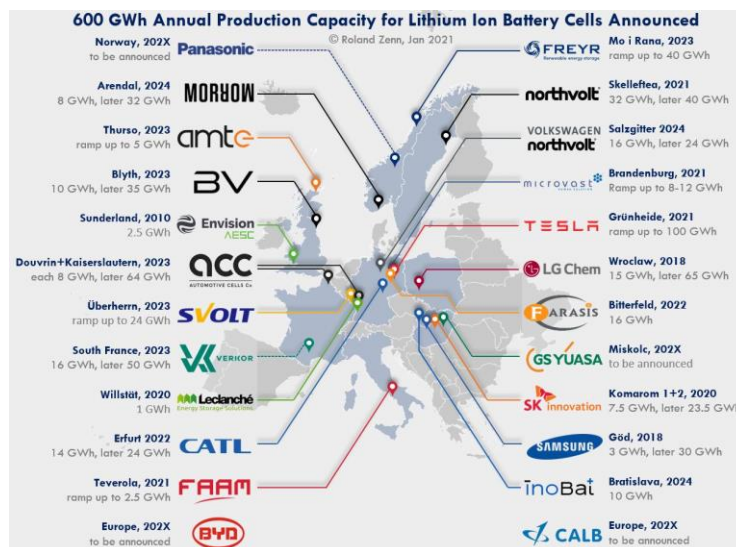 600 GWh Annual Production Capacity for Lithium Ion Battery Cells Announced
© Roland Zenn, Jan 2021
Norway, 202X
to be announced
Panasonic
Arendal, 2024
8 GWh, later 32 GWh
MORROW
Thurso, 2023
ramp up to 5 GWh
amte
Blyth, 2023
10 GWh, later 35 GWh
BV
Sunderland, 2010
2.5 GWh
Envision
AESC
Douvrin+Kaiserslautern, 2023
each 8 GWh, later 64 GWh
acc
AUTOMOTIVE CELLS Co
Überherrn, 2023
ramp up to 24 GWh
SVOLT
South France, 2023
16 GWh, later 50 GWh
VERKOR
Willstät, 2020
1 GWh
Leclanché
Energy Storage Solutions
Erfurt 2022
14 GWh, later 24 GWh
CATL
Teverola, 2021
ramp up to 2.5 GWh
FAAM
Europe, 202X
to be announced
BYD
FREYR
Renewable energy storage
Mo i Rana, 2023
ramp up to 40 GWh
northvolt
Skelleftea, 2021
32 GWh, later 40 GWh
VOLKSWAGEN
northvolt
Salzgitter 2024
16 GWh, later 24 GWh
microvast
Brandenburg, 2021
Ramp up to 8-12 GWh
TESLA
Grünheide, 2021
ramp up to 100 GWh
LG Chem
Wroclaw, 2018
15 GWh, later 65 GWh
FARASIS
Bitterfeld, 2022
16 GWh
GS YUASA
Miskolc, 202X
to be announced
SK innovation
Komarom 1+2, 2020
7.5 GWh, later 23.5 GWh
SAMSUNG
Göd, 2018
3 GWh, later 30 GWh
inoBat
Bratislava, 2024
10 GWh
CALB
Europe, 202X
to be announced